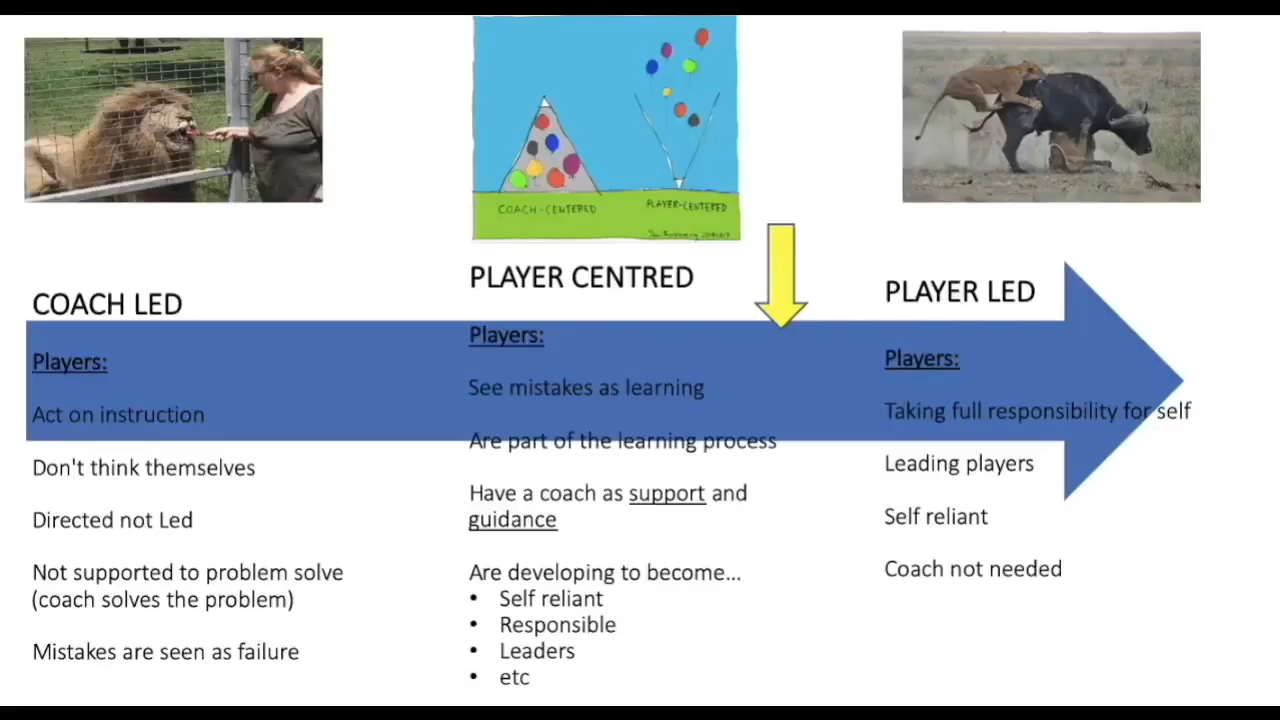 COACH-CENTERED
PLAYER-CENTERED
COACH LED
Players:
Act on instruction
Don't think themselves
Directed not Led
Not supported to problem solve
(coach solves the problem)
Mistakes are seen as failure
PLAYER CENTRED
Players:
See mistakes as learning
Are part of the learning process
Have a coach as support and
guidance
Are developing to become...
• Self reliant
• Responsible
• Leaders
• etc
PLAYER LED
Players:
Taking full responsibility for self
Leading players
Self reliant
Coach not needed